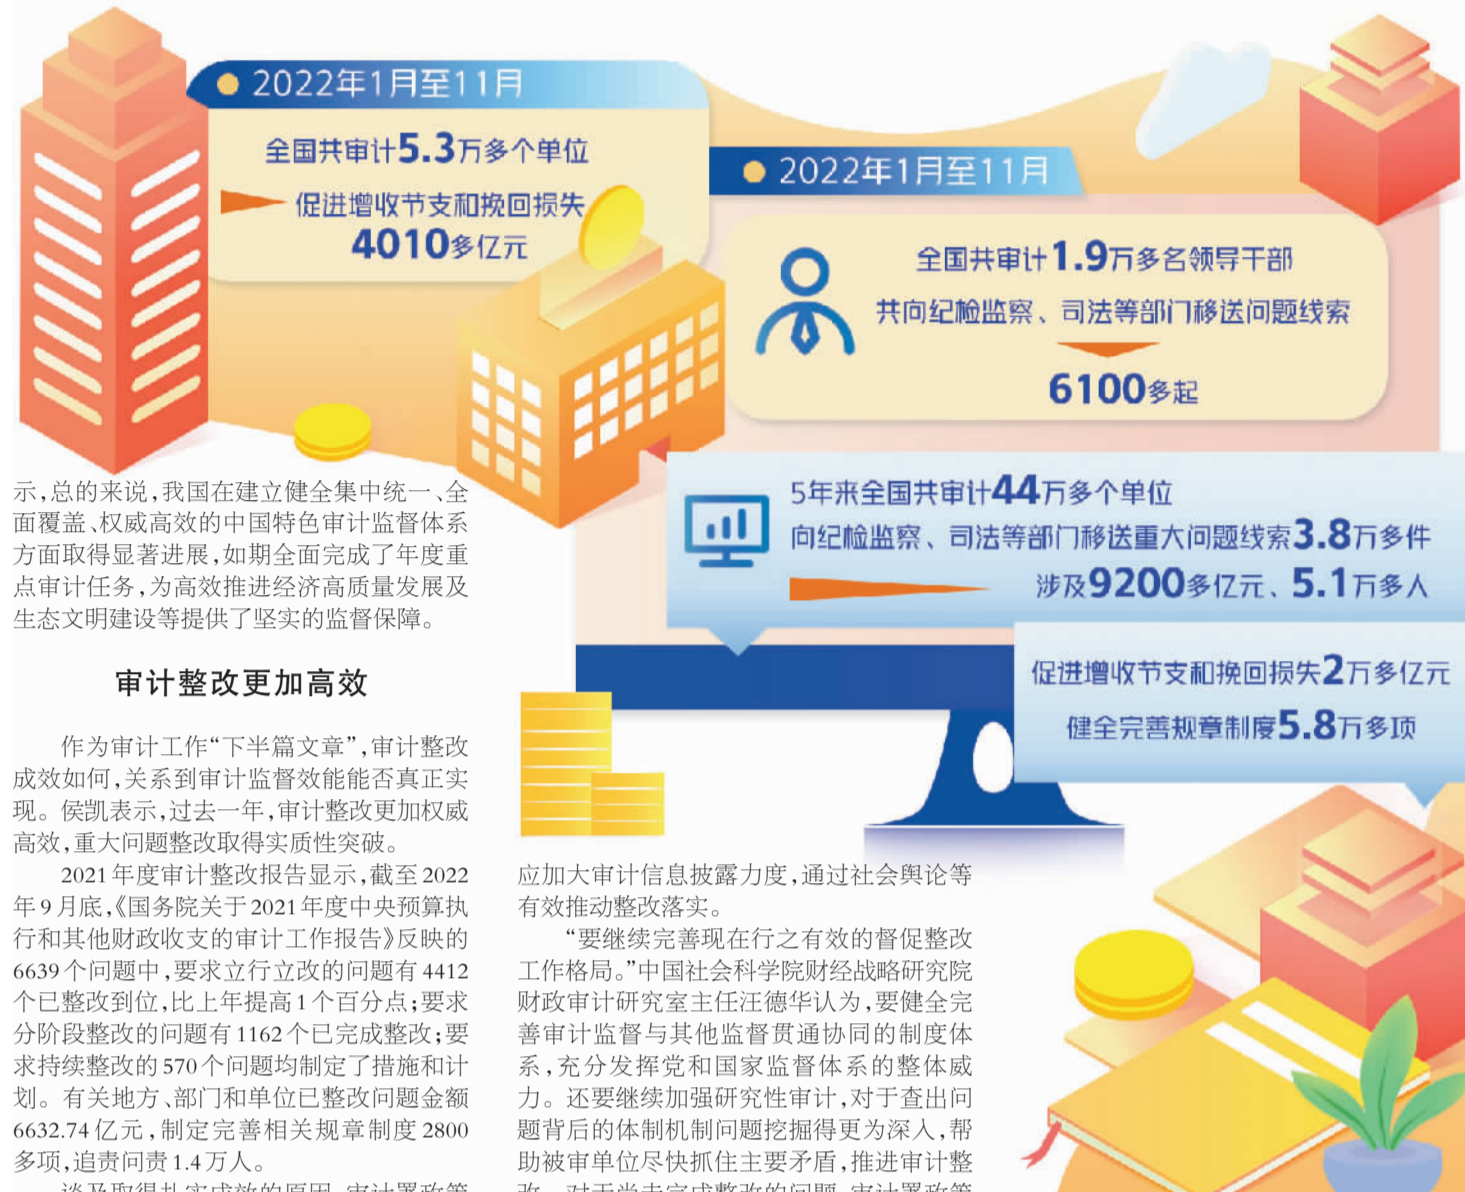 2022年1月至11月
全国共审计5.3万多个单位
促进增收节支和挽回损失
4010多亿元
2022年1月至11月
全国共审计1.9万多名领导干部
共向纪检监察、司法等部门移送问题线索
6100多起
5年来全国共审计44万多个单位
向纪检监察、司法等部门移送重大问题线索3.8万多件
涉及9200多亿元、5.1万多人
促进增收节支和挽回损失2万多亿元
健全完善规章制度5.8万多项
示,总的来说,我国在建立健全集中统一、全
面覆盖、权威高效的中国特色审计监督体系
方面取得显著进展,如期全面完成了年度重
点审计任务,为高效推进经济高质量发展及
生态文明建设等提供了坚实的监督保障。
审计整改更加高效
作为审计工作“下半篇文章”,审计整改
成效如何,关系到审计监督效能能否真正实
现。侯凯表示,过去一年,审计整改更加权威
高效,重大问题整改取得实质性突破。
2021年度审计整改报告显示,截至2022
年9月底,《国务院关于2021年度中央预算执
行和其他财政收支的审计工作报告》反映的
6639个问题中,要求立行立改的问题有4412
个已整改到位,比上年提高1个百分点;要求
分阶段整改的问题有1162个已完成整改;要
求持续整改的570个问题均制定了措施和计
划。有关地方、部门和单位已整改问题金额
6632.74亿元,制定完善相关规章制度2800
多项,追责问责1.4万人。
谈及取得扎实成效的原因,审计署政策
应加大审计信息披露力度,通过社会舆论等
有效推动整改落实。
“要继续完善现在行之有效的督促整改
工作格局。”中国社会科学院财经战略研究院
财政审计研究室主任汪德华认为,要健全完
善审计监督与其他监督贯通协同的制度体
系,充分发挥党和国家监督体系的整体威
力。还要继续加强研究性审计,对于查出问
题背后的体制机制问题挖掘得更为深入,帮
助被审单位尽快抓住主要矛盾,推进审计整
改。对于尚未完成整改的问题,审计署政策